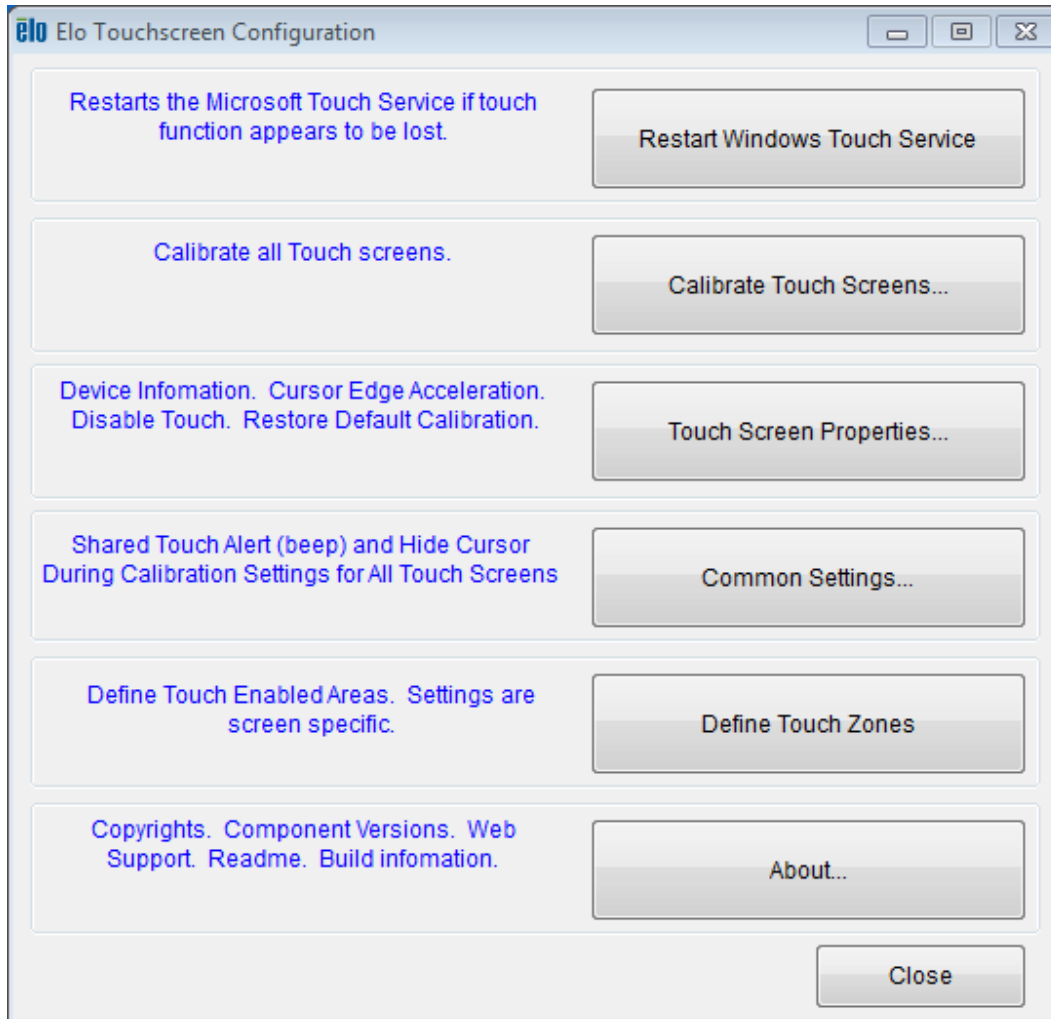 elo Elo Touchscreen Configuration
Restarts the Microsoft Touch Service if touch
function appears to be lost.
Restart Windows Touch Service
Calibrate all Touch screens.
Calibrate Touch Screens...
Device Infomation.  Cursor Edge Acceleration.
Disable Touch.  Restore Default Calibration.
Touch Screen Properties...
Shared Touch Alert (beep) and Hide Cursor
During Calibration Settings for All Touch Screens
Common Settings...
Define Touch Enabled Areas.  Settings are
screen specific.
Define Touch Zones
Copyrights.  Component Versions.  Web
Support.  Readme.  Build infomation.
About...
Close